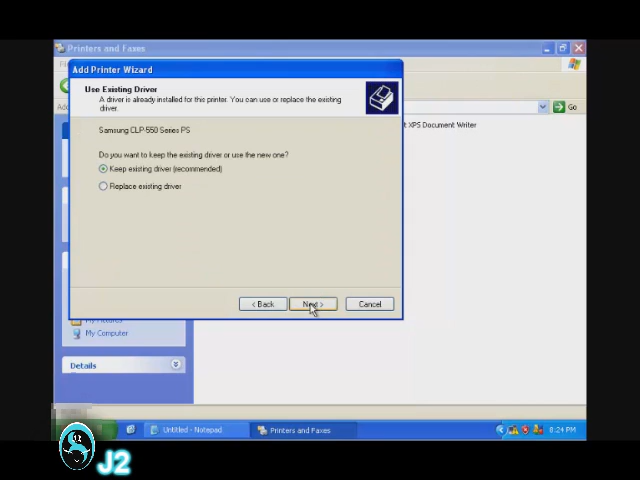 Printers and Faxes
Add Printer Wizard
Use Existing Driver
A driver is already installed for this printer. You can use or replace the existing
driver.
Go
Samsung CLP-550 Series PS
t XPS Document Writer
Do you want to keep the existing driver or use the new one?
Keep existing driver (recommended)
Replace existing driver
< Back
Next >
Cancel
My Computer
Details
Untitled - Notepad
Printers and Faxes
8:24 PM
J2